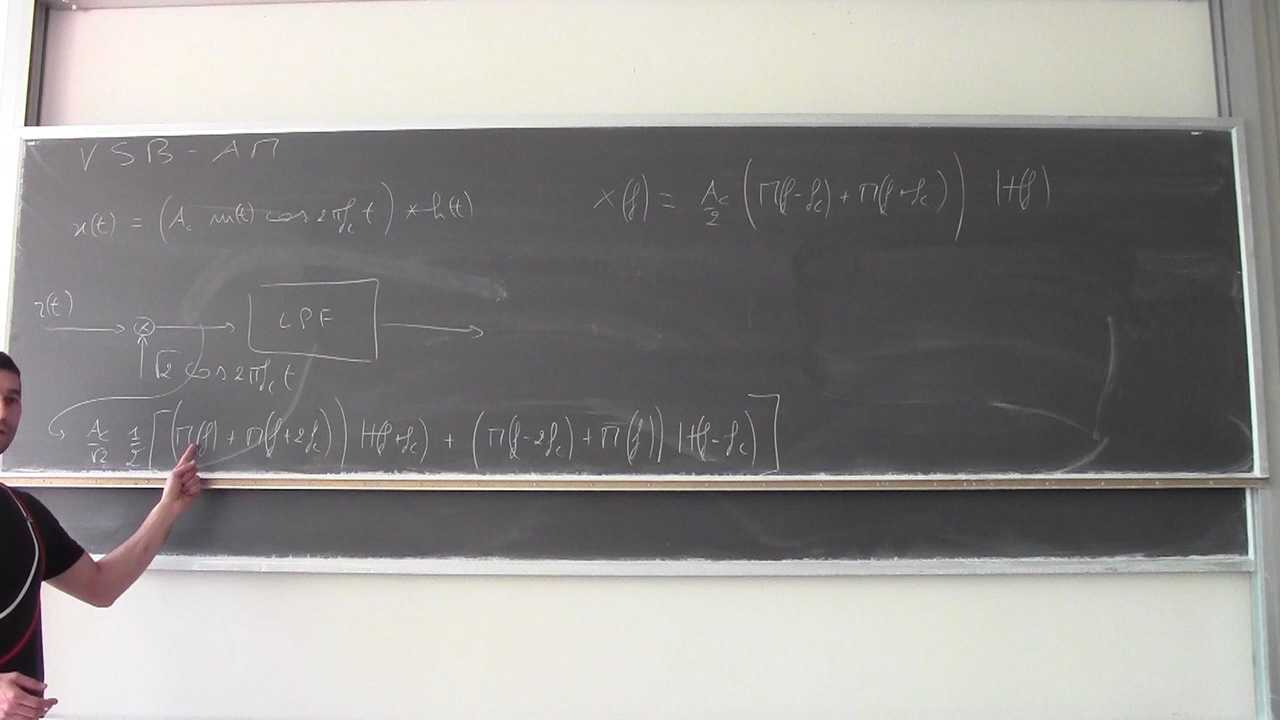 VSB-AM
x(t) = (A_c m(t) cos 2πf_c t) * h(t)
X(f) = A_c/2 (M(f-f_c) + M(f+f_c)) H(f)
r(t)
LPF
√2 cos 2πf_c t
A_c/√2 1/2 [(M(f) + M(f+2f_c)) H(f+f_c) + (M(f-2f_c) + M(f)) H(f-f_c)]